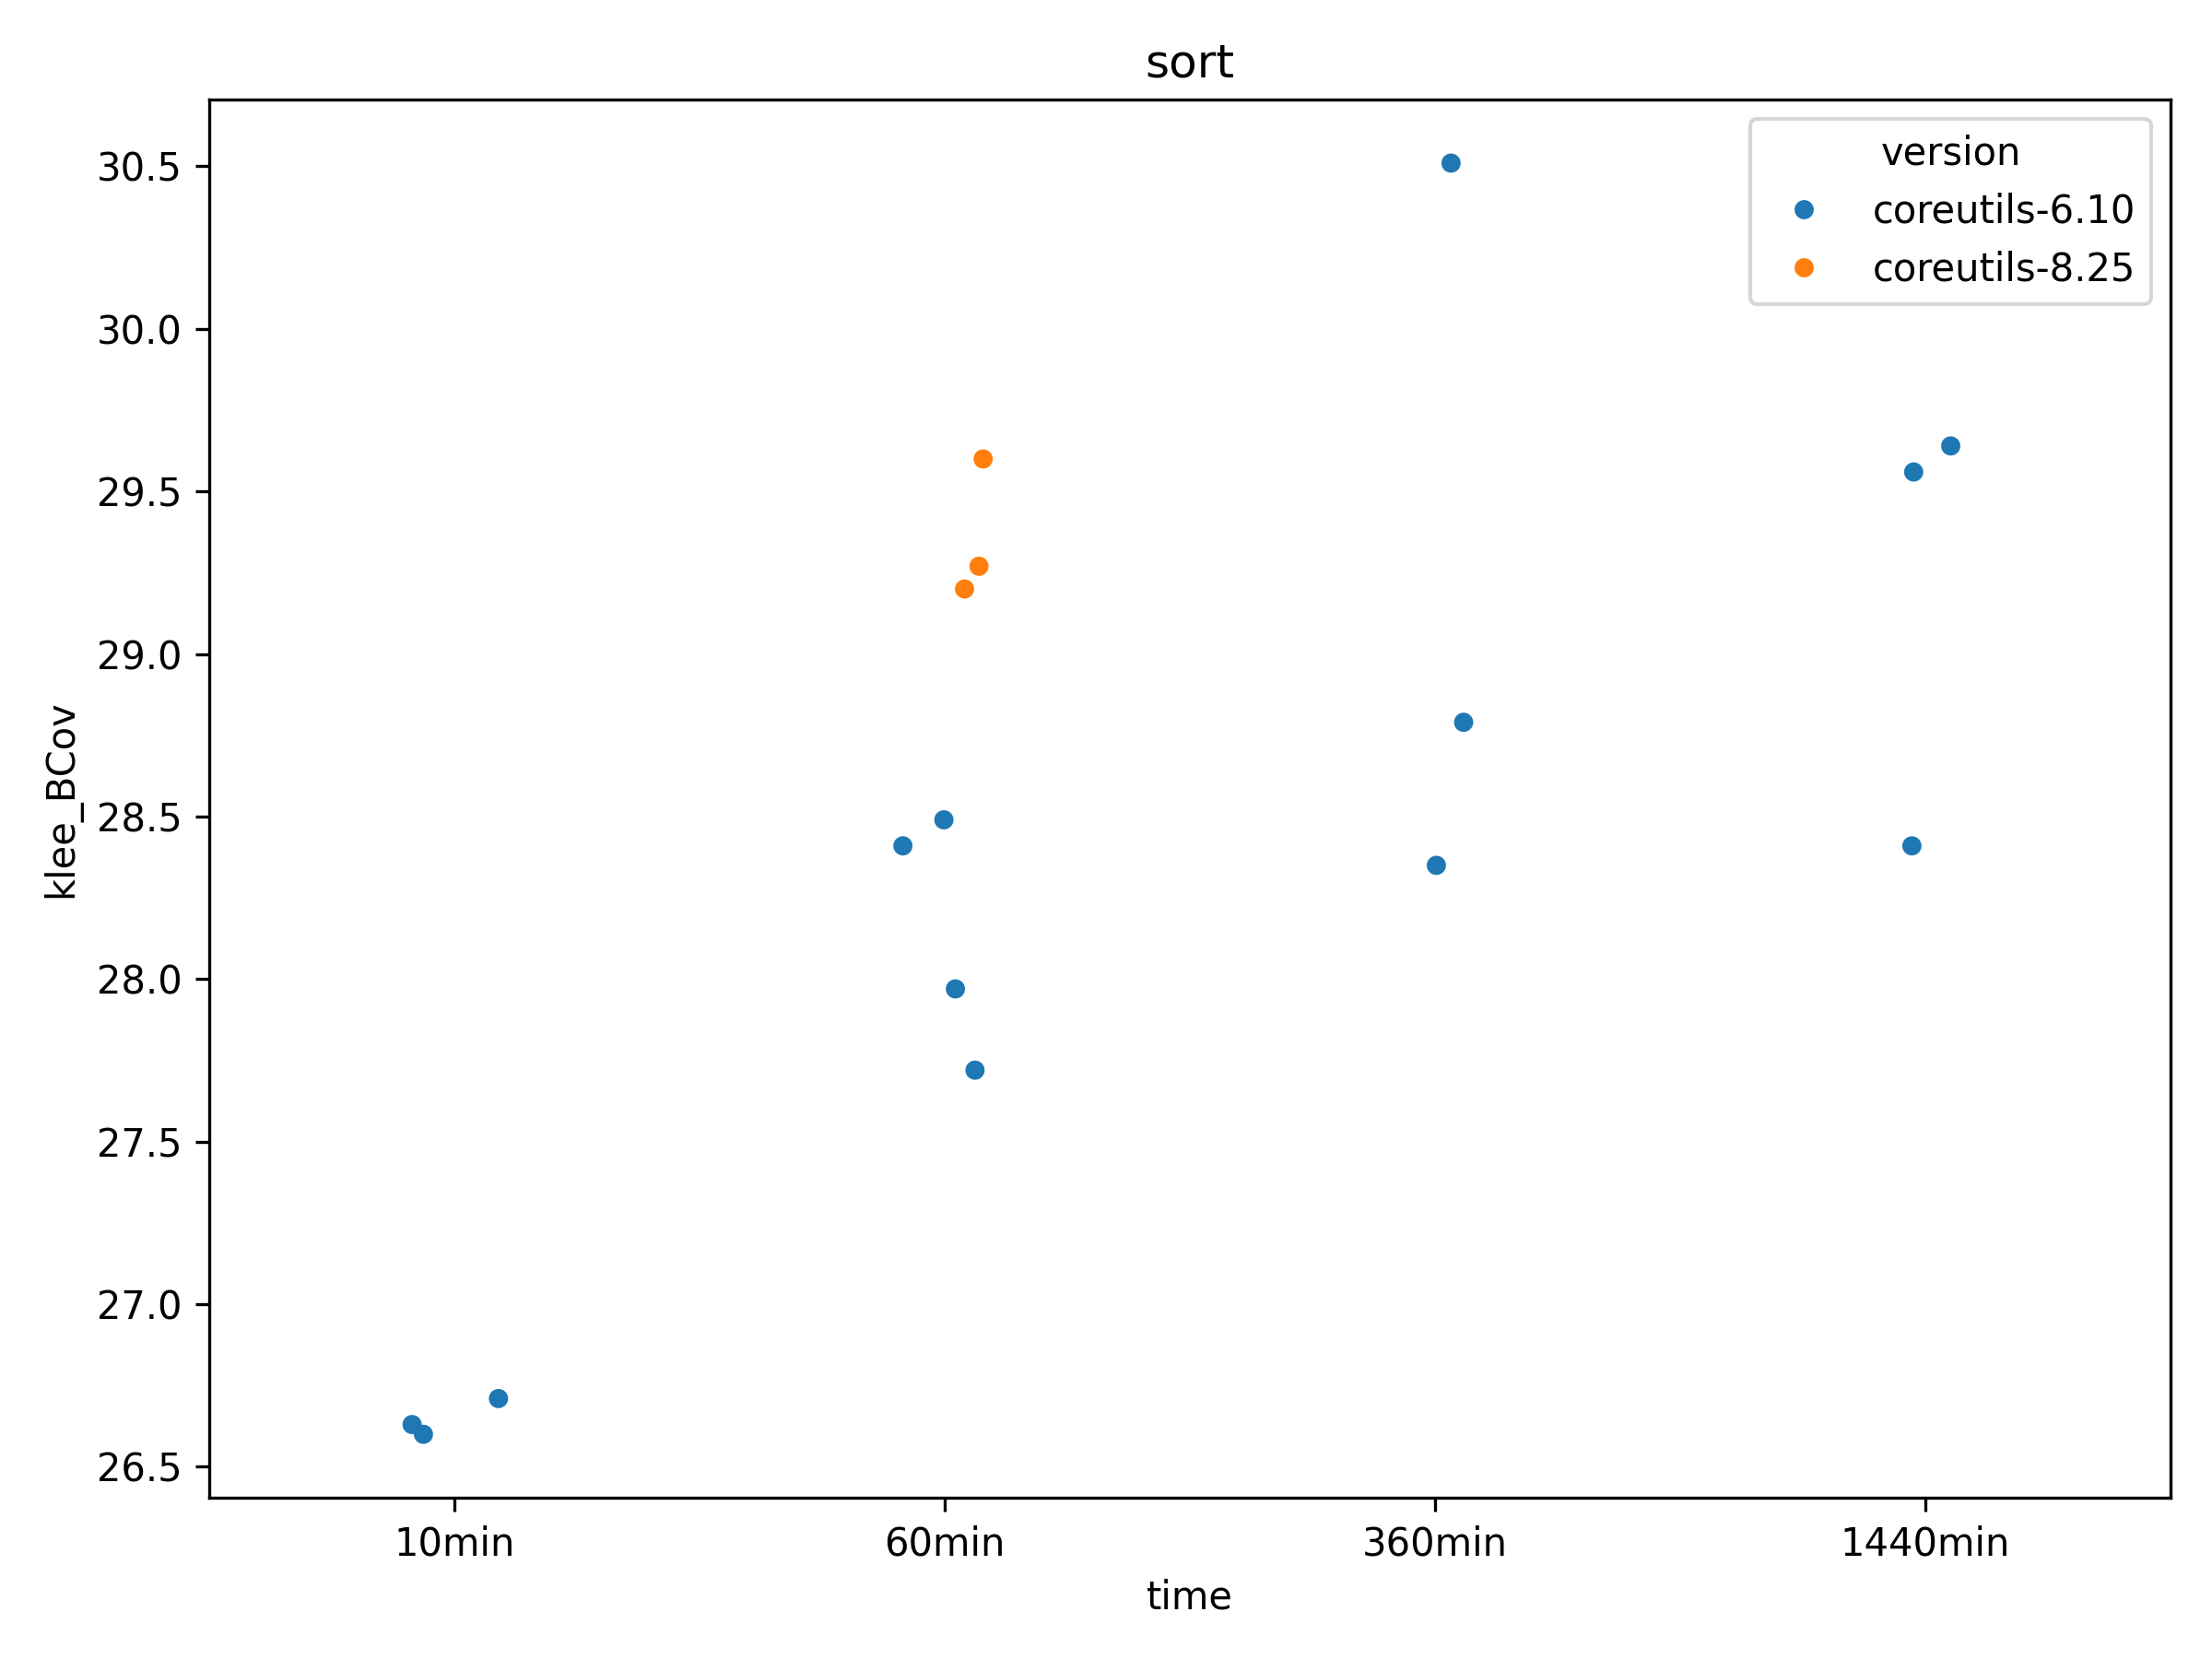 sort
version
coreutils-6.10
coreutils-8.25
30.5
30.0
29.5
29.0
28.5
28.0
27.5
27.0
26.5
klee_BCov
10min 60min 360min 1440min
time